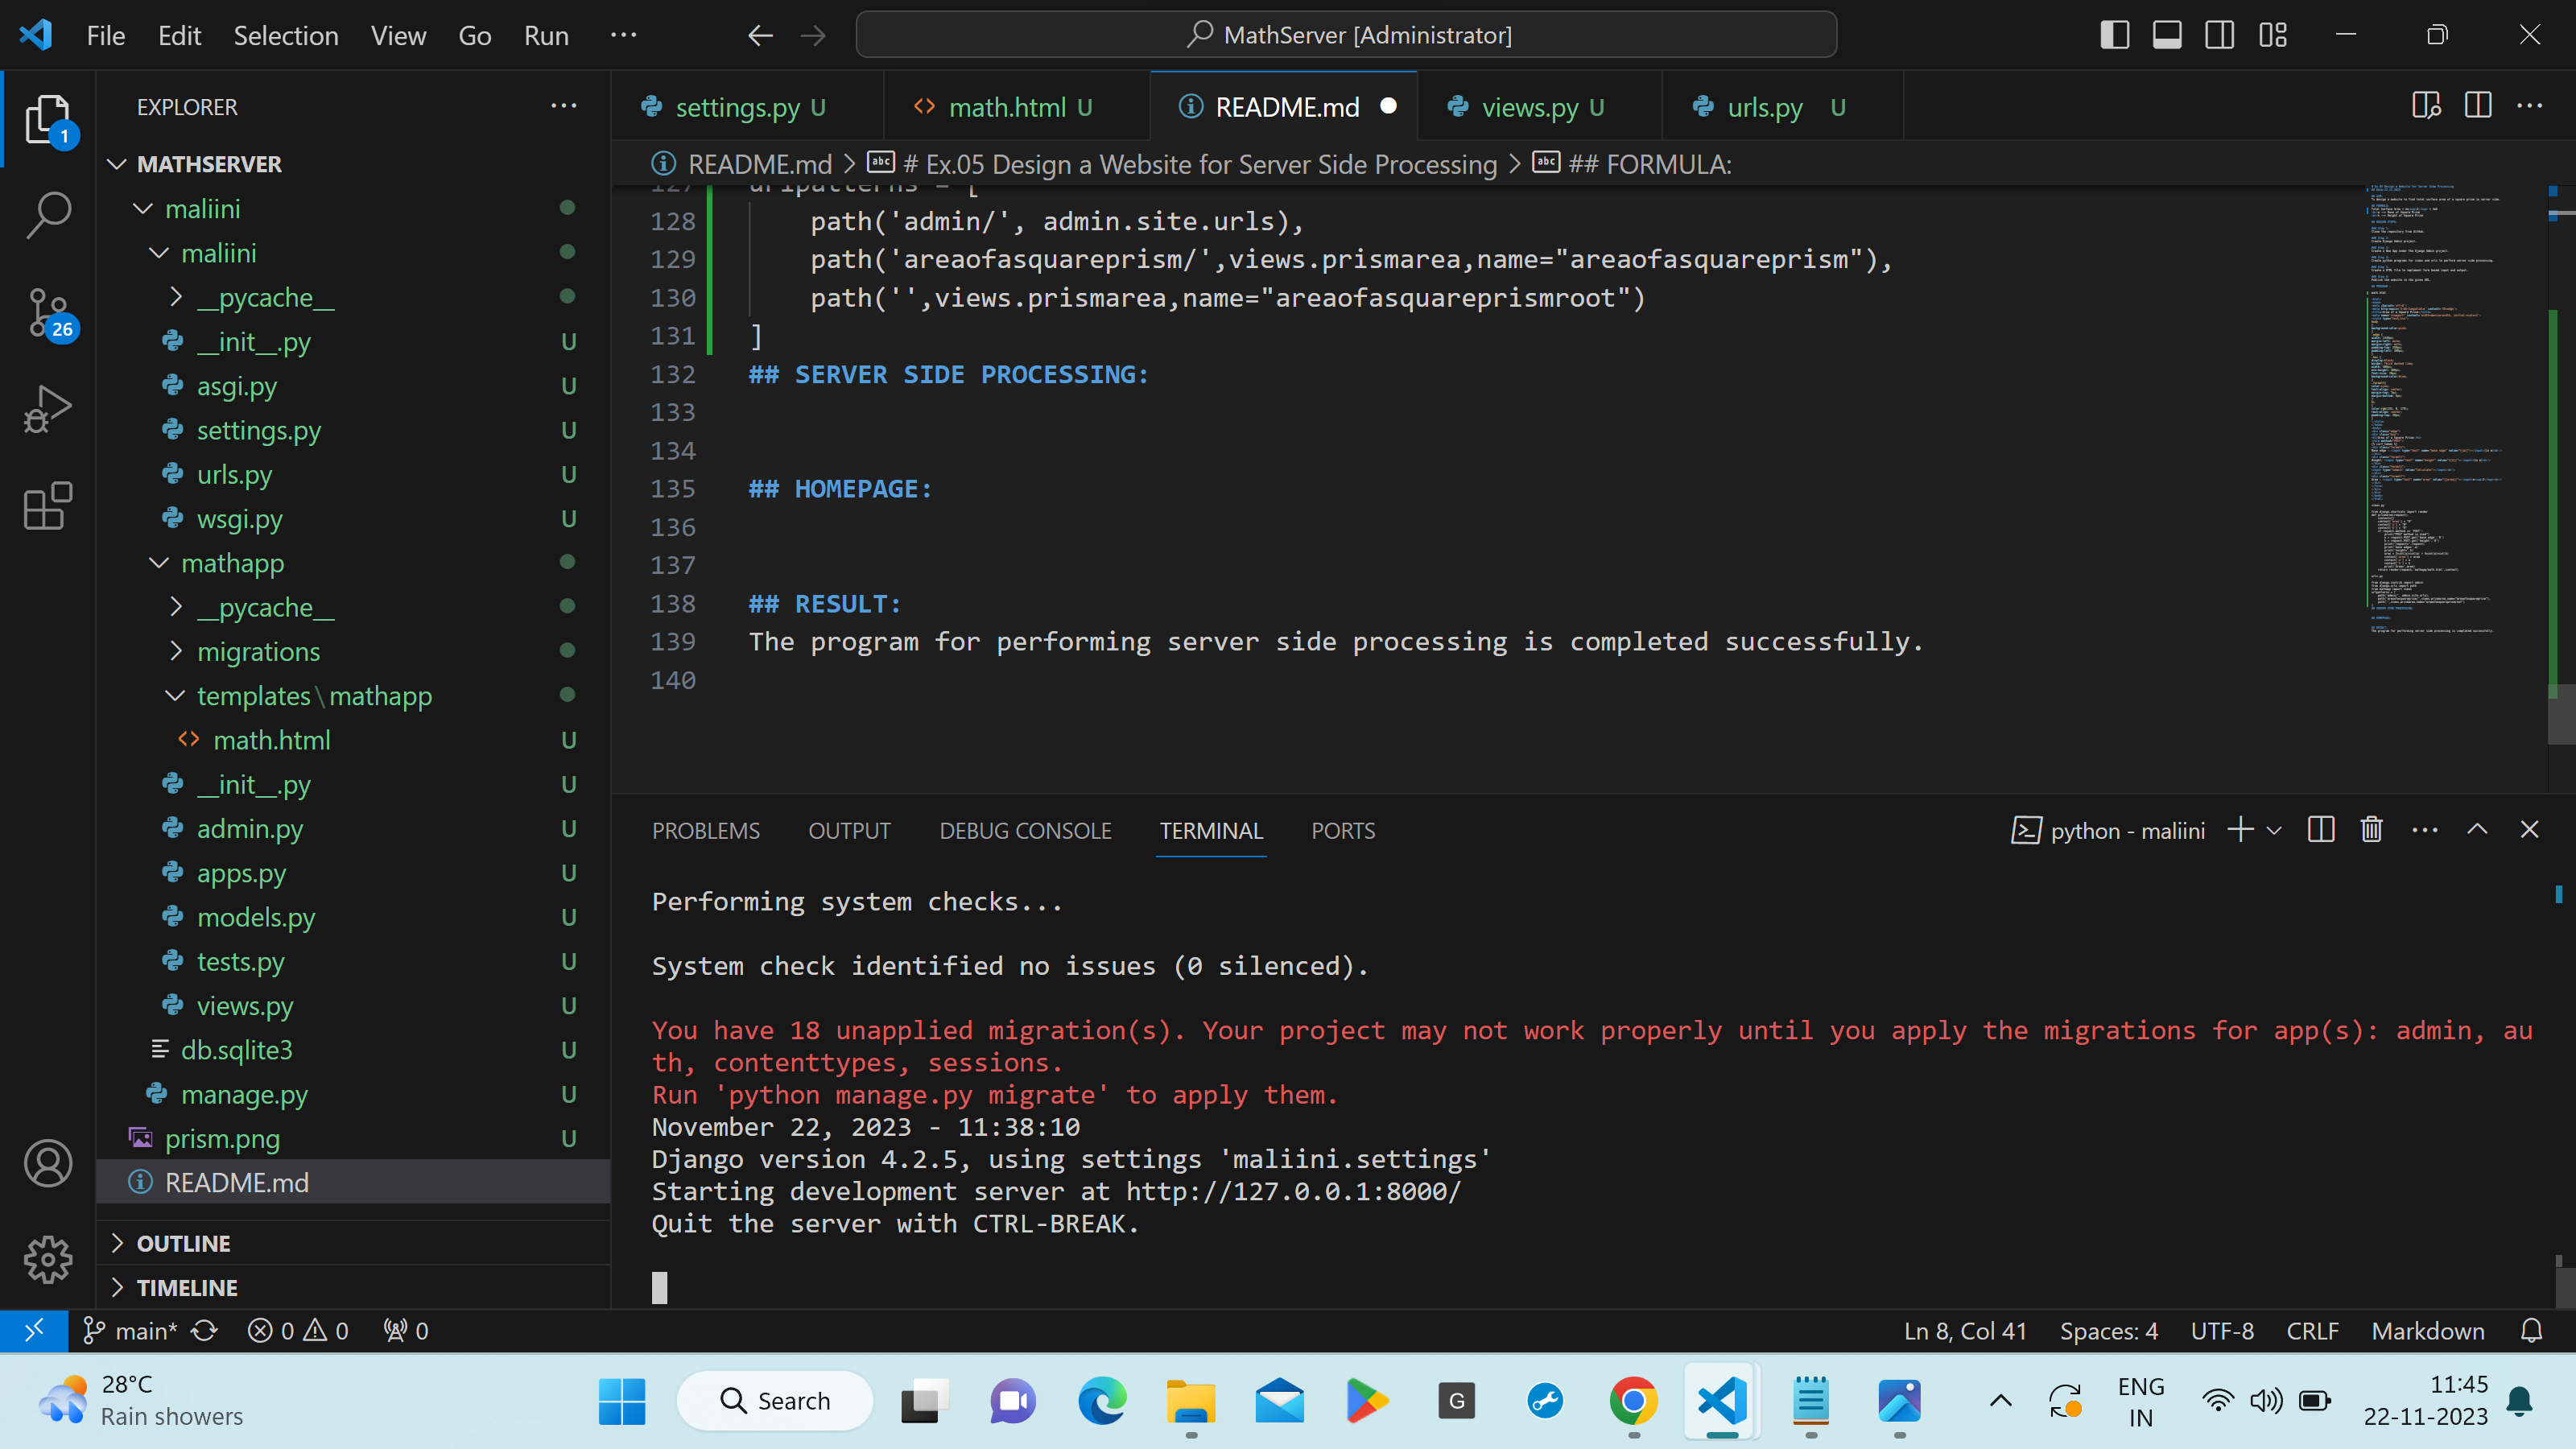 File Edit Selection View Go Run ··· MathServer [Administrator]
EXPLORER
1
MATHSERVER
maliini
maliini
__pycache__
__init__.py U
asgi.py U
settings.py U
urls.py U
wsgi.py U
mathapp
__pycache__
migrations
templates\mathapp
math.html U
__init__.py U
admin.py U
apps.py U
models.py U
tests.py U
views.py U
db.sqlite3 U
manage.py U
prism.png U
README.md
OUTLINE
TIMELINE
26
settings.py U math.html U README.md views.py U urls.py U
README.md > # Ex.05 Design a Website for Server Side Processing > ## FORMULA:
127 urlpatterns = [
128 path('admin/', admin.site.urls),
129 path('areaofasquareprism/',views.prismarea,name="areaofasquareprism"),
130 path('',views.prismarea,name="areaofasquareprismroot")
131 ]
132 ## SERVER SIDE PROCESSING:
133
134
135 ## HOMEPAGE:
136
137
138 ## RESULT:
139 The program for performing server side processing is completed successfully.
140
PROBLEMS OUTPUT DEBUG CONSOLE TERMINAL PORTS python - maliini
Performing system checks...
System check identified no issues (0 silenced).
You have 18 unapplied migration(s). Your project may not work properly until you apply the migrations for app(s): admin, au
th, contenttypes, sessions.
Run 'python manage.py migrate' to apply them.
November 22, 2023 - 11:38:10
Django version 4.2.5, using settings 'maliini.settings'
Starting development server at http://127.0.0.1:8000/
Quit the server with CTRL-BREAK.
main* 0 0 0 Ln 8, Col 41 Spaces: 4 UTF-8 CRLF Markdown
28°C
Rain showers
Search
G
ENG
IN
11:45
22-11-2023